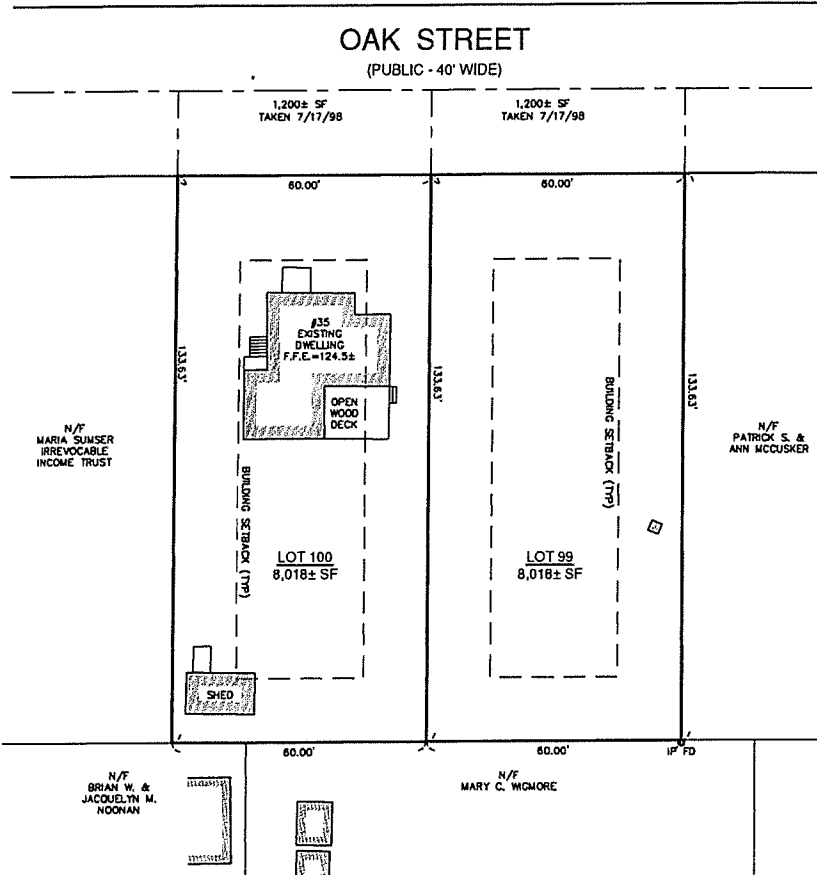 OAK STREET
(PUBLIC - 40' WIDE)
1,200± SF
TAKEN 7/17/98
1,200± SF
TAKEN 7/17/98
60.00'
60.00'
#35
EXISTING
DWELLING
F.F.E.=124.5±
OPEN
WOOD
DECK
133.63'
133.63'
133.63'
N/F
MARIA SUMSER
IRREVOCABLE
INCOME TRUST
N/F
PATRICK S. &
ANN MCCUSKER
BUILDING SETBACK (TYP)
BUILDING SETBACK (TYP)
LOT 100
8,018± SF
LOT 99
8,018± SF
SHED
60.00'
60.00'
IP FD
N/F
BRIAN W. &
JACQUELYN M.
NOONAN
N/F
MARY C. WIGMORE